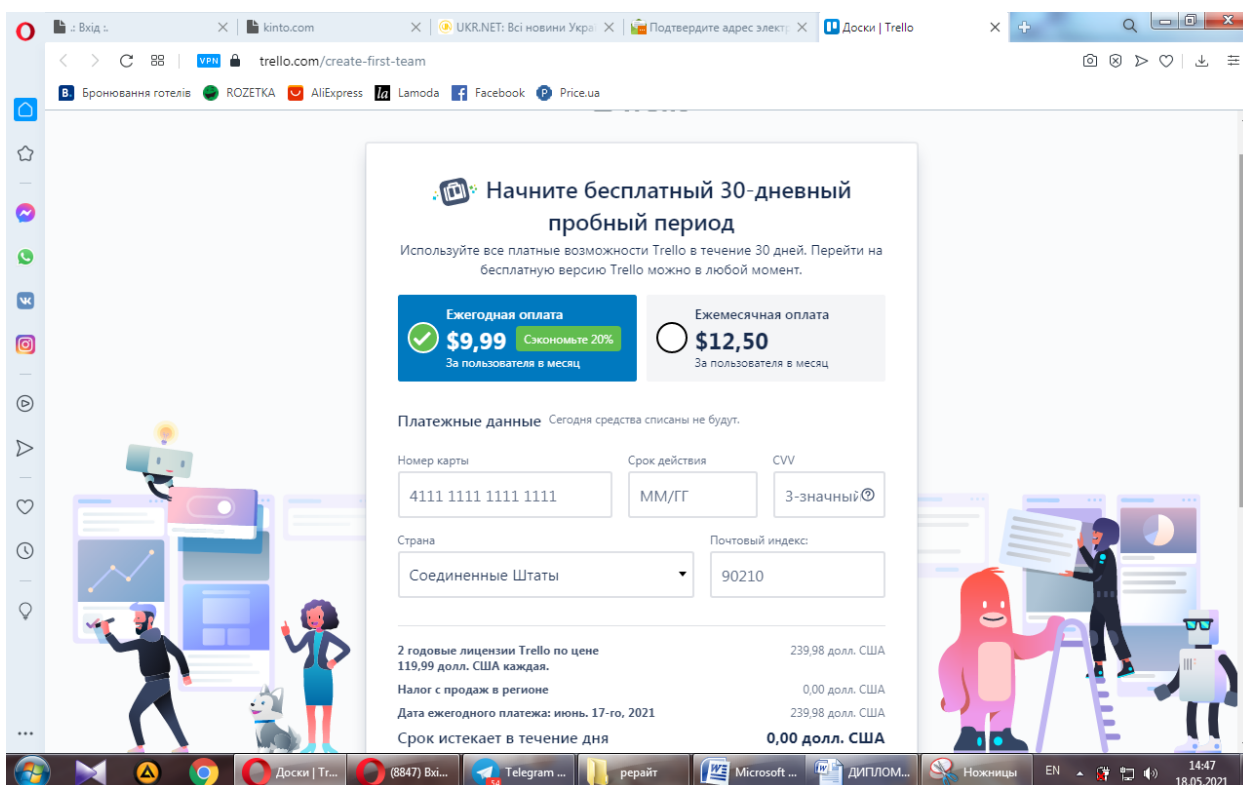 .: Вхід :.
kinto.com
UKR.NET: Всі новини Укра
Подтвердите адрес электр
Доски | Trello
VPN
trello.com/create-first-team
B. Бронювання готелів
ROZETKA
AliExpress
la Lamoda
Facebook
P Price.ua
Начните бесплатный 30-дневный
пробный период
Используйте все платные возможности Trello в течение 30 дней. Перейти на
бесплатную версию Trello можно в любой момент.
Ежегодная оплата
$9,99 Сэкономьте 20%
За пользователя в месяц
Ежемесячная оплата
$12,50
За пользователя в месяц
Платежные данные Сегодня средства списаны не будут.
Номер карты
Срок действия
CVV
4111 1111 1111 1111
ММ/ГГ
3-значный
Страна
Почтовый индекс:
Соединенные Штаты
90210
2 годовые лицензии Trello по цене
119,99 долл. США каждая.
239,98 долл. США
Налог с продаж в регионе
0,00 долл. США
Дата ежегодного платежа: июнь. 17-го, 2021
239,98 долл. США
Срок истекает в течение дня
0,00 долл. США
Доски | Tr...
(8847) Вхі...
Telegram ...
рерайт
Microsoft ...
ДИПЛОМ...
Ножницы
EN
14:47
18.05.2021